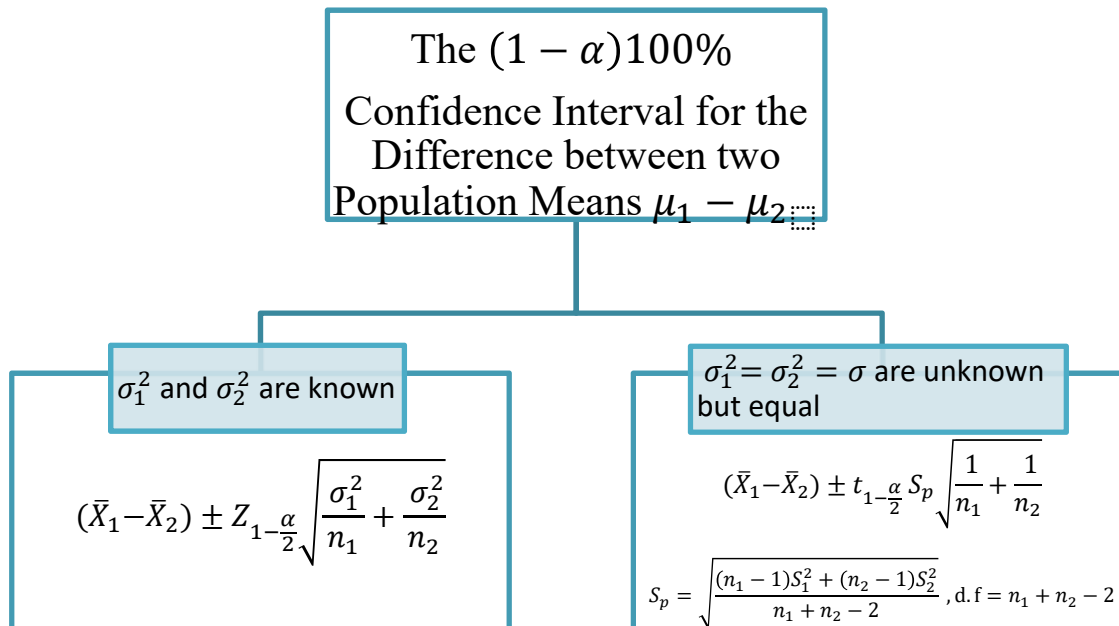 The (1 − α)100%
Confidence Interval for the
Difference between two
Population Means μ₁ − μ₂
σ₁² and σ₂² are known
(X̄₁−X̄₂) ± Z_{1−α/2} √(σ₁²/n₁ + σ₂²/n₂)
σ₁² = σ₂² = σ are unknown
but equal
(X̄₁−X̄₂) ± t_{1−α/2} S_p √(1/n₁ + 1/n₂)
S_p = √(((n₁ − 1)S₁² + (n₂ − 1)S₂²)/(n₁ + n₂ − 2)) , d.f = n₁ + n₂ − 2